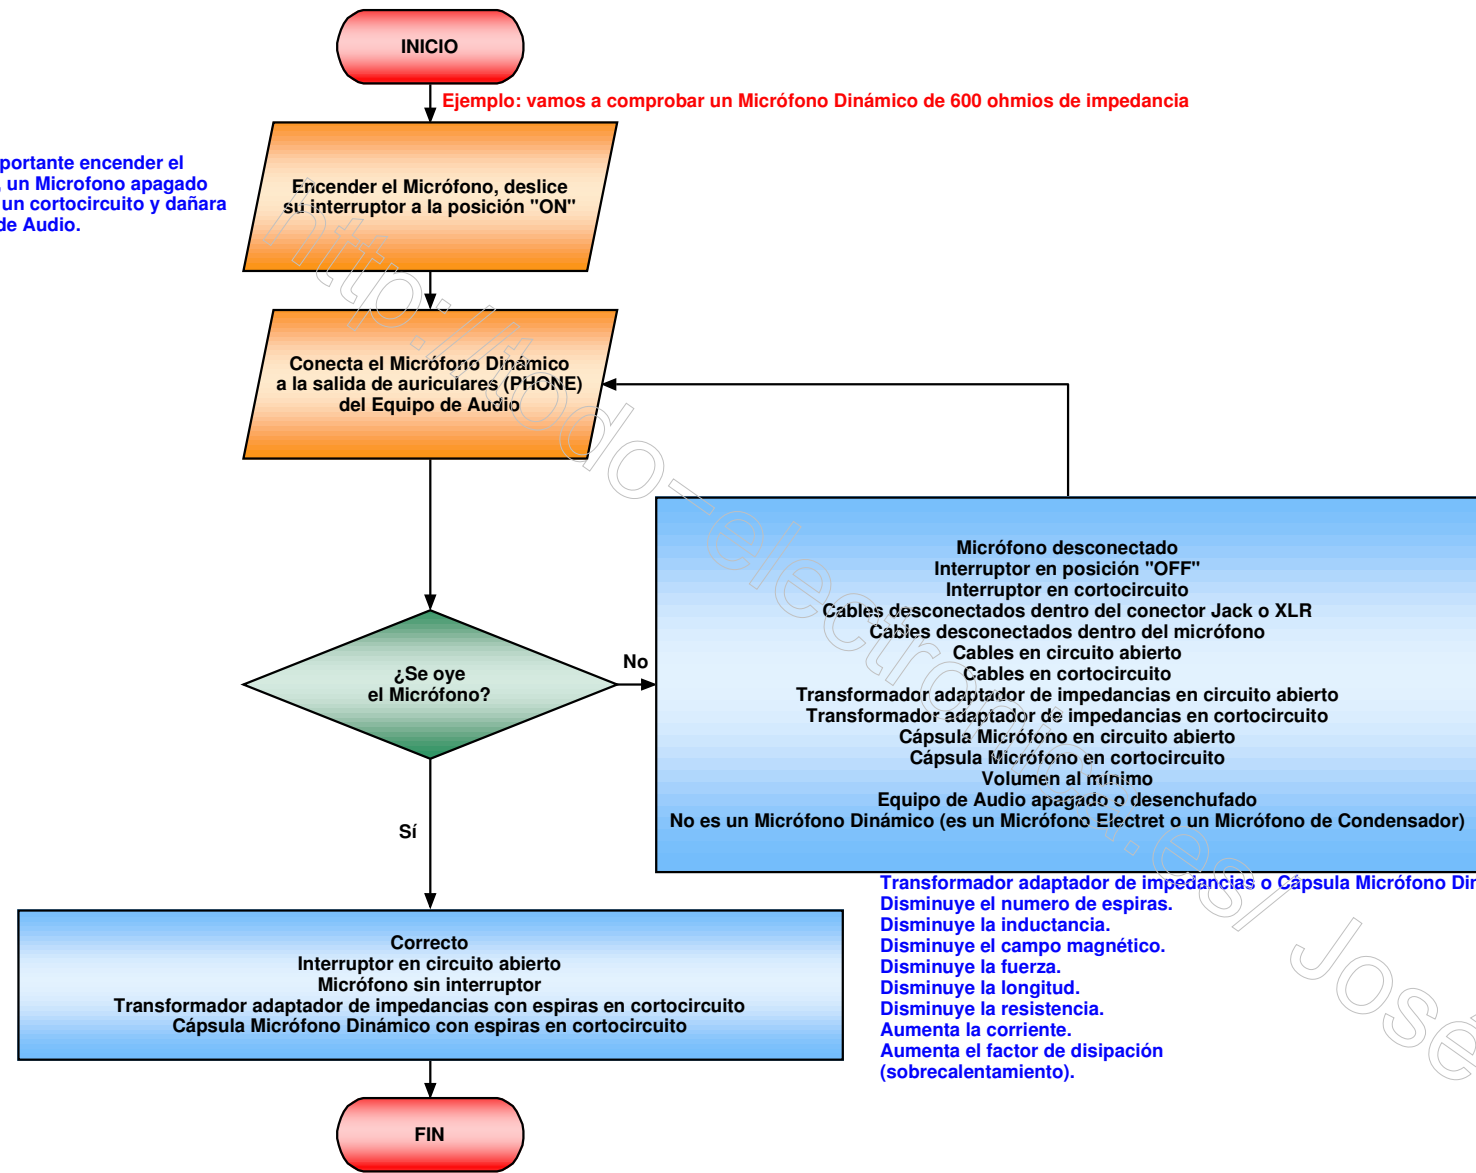 INICIO
Ejemplo: vamos a comprobar un Micrófono Dinámico de 600 ohmios de impedancia
portante encender el
, un Microfono apagado
un cortocircuito y dañara
de Audio.
Encender el Micrófono, deslice
su interruptor a la posición "ON"
Conecta el Micrófono Dinámico
a la salida de auriculares (PHONE)
del Equipo de Audio
¿Se oye
el Micrófono?
No
Sí
Micrófono desconectado
Interruptor en posición "OFF"
Interruptor en cortocircuito
Cables desconectados dentro del conector Jack o XLR
Cables desconectados dentro del micrófono
Cables en circuito abierto
Cables en cortocircuito
Transformador adaptador de impedancias en circuito abierto
Transformador adaptador de impedancias en cortocircuito
Cápsula Micrófono en circuito abierto
Cápsula Micrófono en cortocircuito
Volumen al mínimo
Equipo de Audio apagado o desenchufado
No es un Micrófono Dinámico (es un Micrófono Electret o un Micrófono de Condensador)
Transformador adaptador de impedancias o Cápsula Micrófono Din
Disminuye el numero de espiras.
Disminuye la inductancia.
Disminuye el campo magnético.
Disminuye la fuerza.
Disminuye la longitud.
Disminuye la resistencia.
Aumenta la corriente.
Aumenta el factor de disipación
(sobrecalentamiento).
Correcto
Interruptor en circuito abierto
Micrófono sin interruptor
Transformador adaptador de impedancias con espiras en cortocircuito
Cápsula Micrófono Dinámico con espiras en cortocircuito
FIN
http://todo-electronica.es/ José